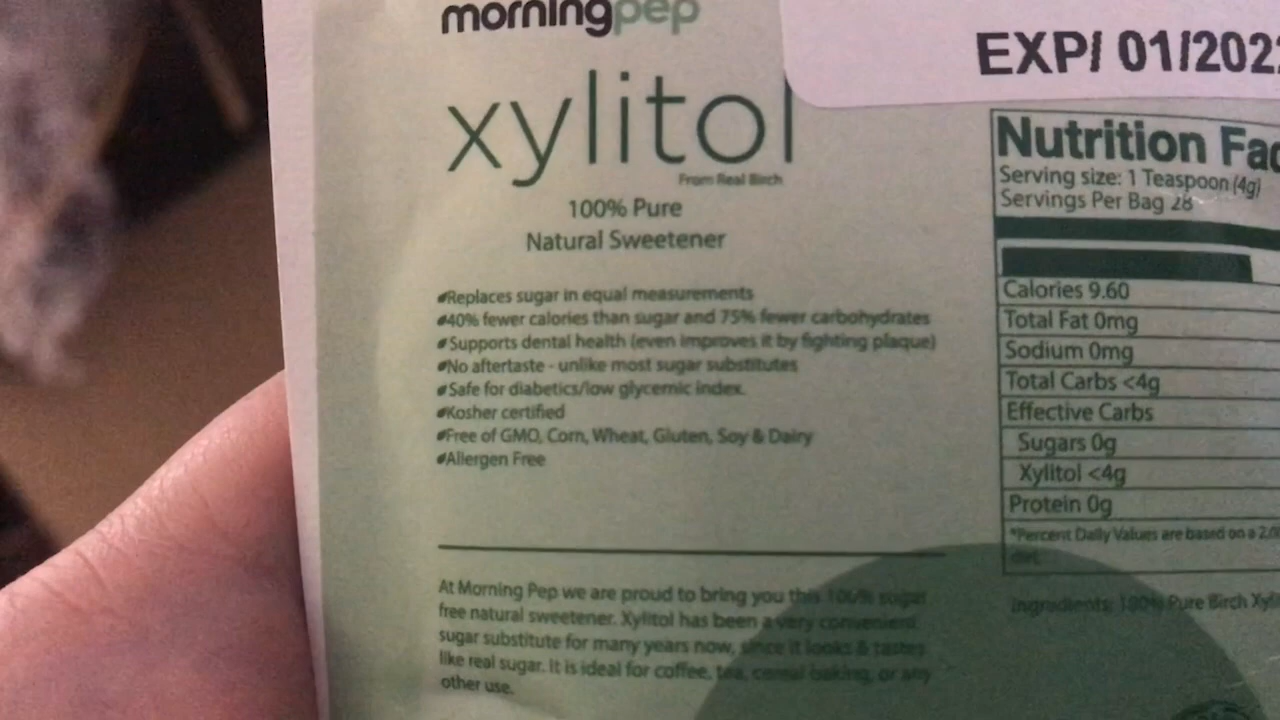 morningpep
xylitol
From Real Birch
100% Pure
Natural Sweetener
Replaces sugar in equal measurements
40% fewer calories than sugar and 75% fewer carbohydrates
Supports dental health (even improves it by fighting plaque)
No aftertaste - unlike most sugar substitutes
Safe for diabetics/low glycemic index.
Kosher certified
Free of GMO, Corn, Wheat, Gluten, Soy & Dairy
Allergen Free
At Morning Pep we are proud to bring you this 100% sugar
free natural sweetener. Xylitol has been a very convenient
sugar substitute for many years now, since it looks & tastes
like real sugar. It is ideal for coffee, tea, cereal baking, or any
other use.
EXP/ 01/202
Nutrition Fac
Serving size: 1 Teaspoon (4g)
Servings Per Bag 28
Calories 9.60
Total Fat 0mg
Sodium 0mg
Total Carbs <4g
Effective Carbs
Sugars 0g
Xylitol <4g
Protein 0g
*Percent Daily Values are based on a 2,0
diet.
Ingredients: 100% Pure Birch Xyli